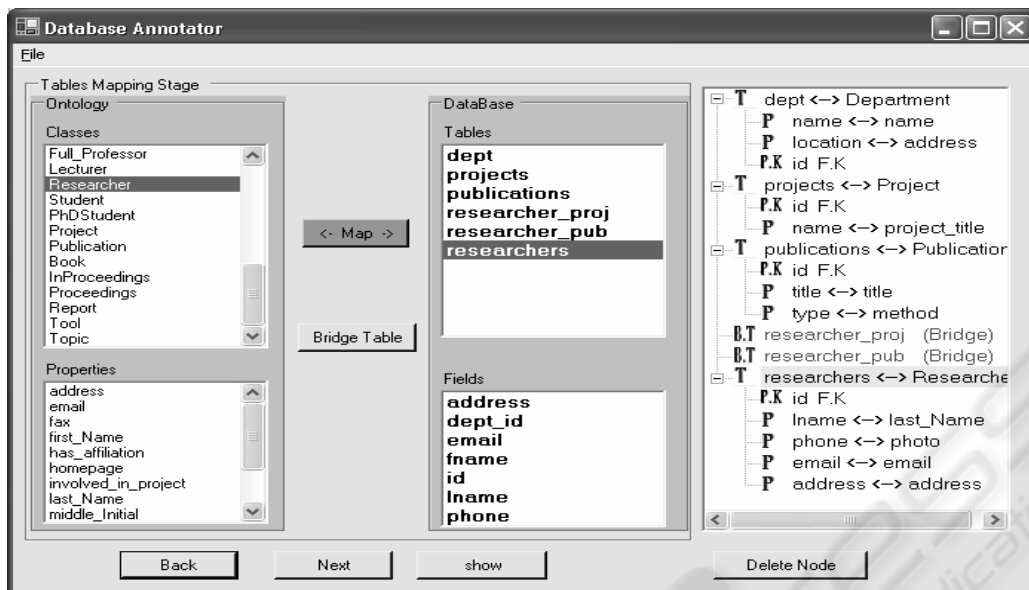 Database Annotator
File
Tables Mapping Stage
Ontology
Classes
Full_Professor
Lecturer
Researcher
Student
PhDStudent
Project
Publication
Book
InProceedings
Proceedings
Report
Tool
Topic
Properties
address
email
fax
first_Name
has_affiliation
homepage
involved_in_project
last_Name
middle_Initial
<- Map ->
Bridge Table
DataBase
Tables
dept
projects
publications
researcher_proj
researcher_pub
researchers
Fields
address
dept_id
email
fname
id
lname
phone
T dept <--> Department
P name <--> name
P location <--> address
P.K id F.K
T projects <--> Project
P.K id F.K
P name <--> project_title
T publications <--> Publication
P.K id F.K
P title <--> title
P type <--> method
B.T researcher_proj (Bridge)
B.T researcher_pub (Bridge)
T researchers <--> Researche
P.K id F.K
P lname <--> last_Name
P phone <--> photo
P email <--> email
P address <--> address
Back
Next
show
Delete Node